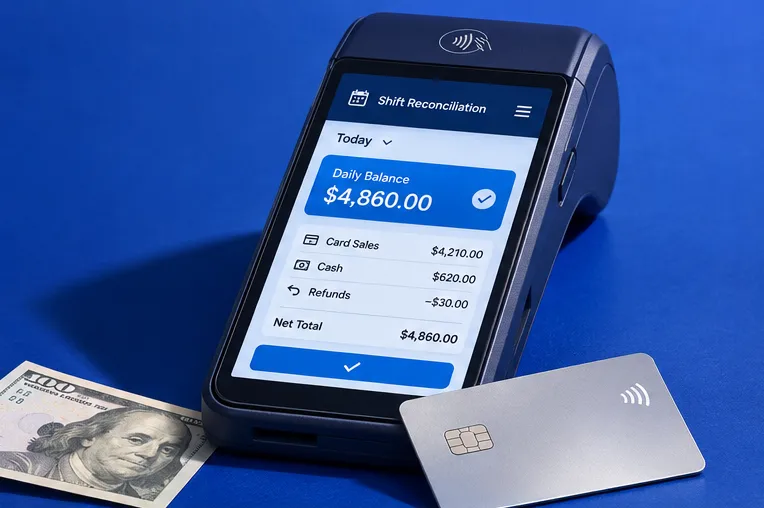 Shift Reconciliation
Today
Daily Balance
$4,860.00
Card Sales $4,210.00
Cash $620.00
Refunds –$30.00
Net Total $4,860.00
100